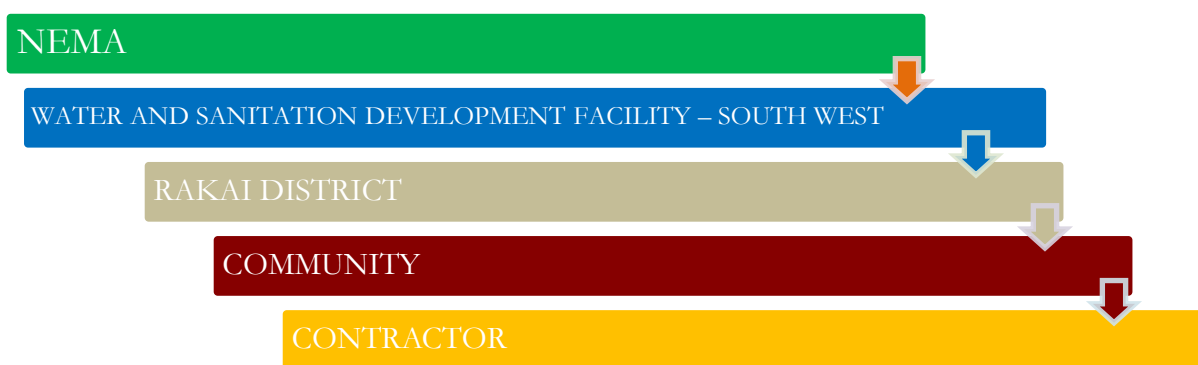 NEMA
WATER AND SANITATION DEVELOPMENT FACILITY – SOUTH WEST
RAKAI DISTRICT
COMMUNITY
CONTRACTOR